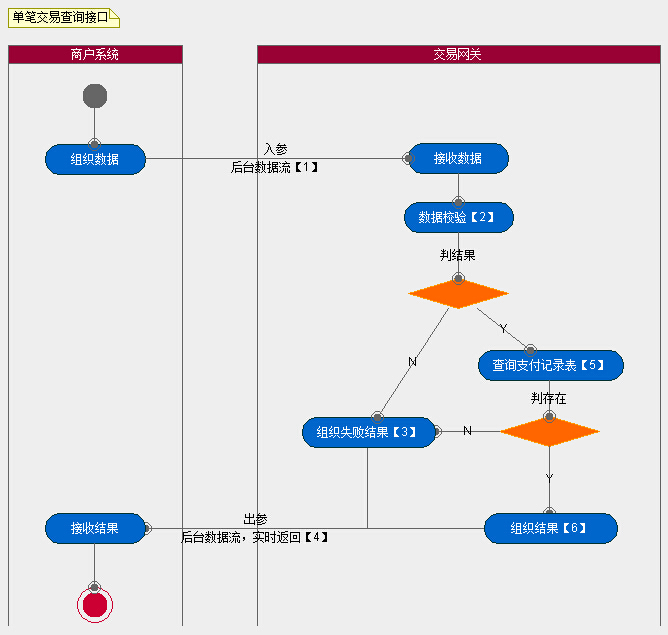 单笔交易查询接口
商户系统
交易网关
组织数据
入参
后台数据流【1】
接收数据
数据校验【2】
判结果
Y
N
查询支付记录表【5】
判存在
组织失败结果【3】
N
Y
接收结果
出参
后台数据流，实时返回【4】
组织结果【6】